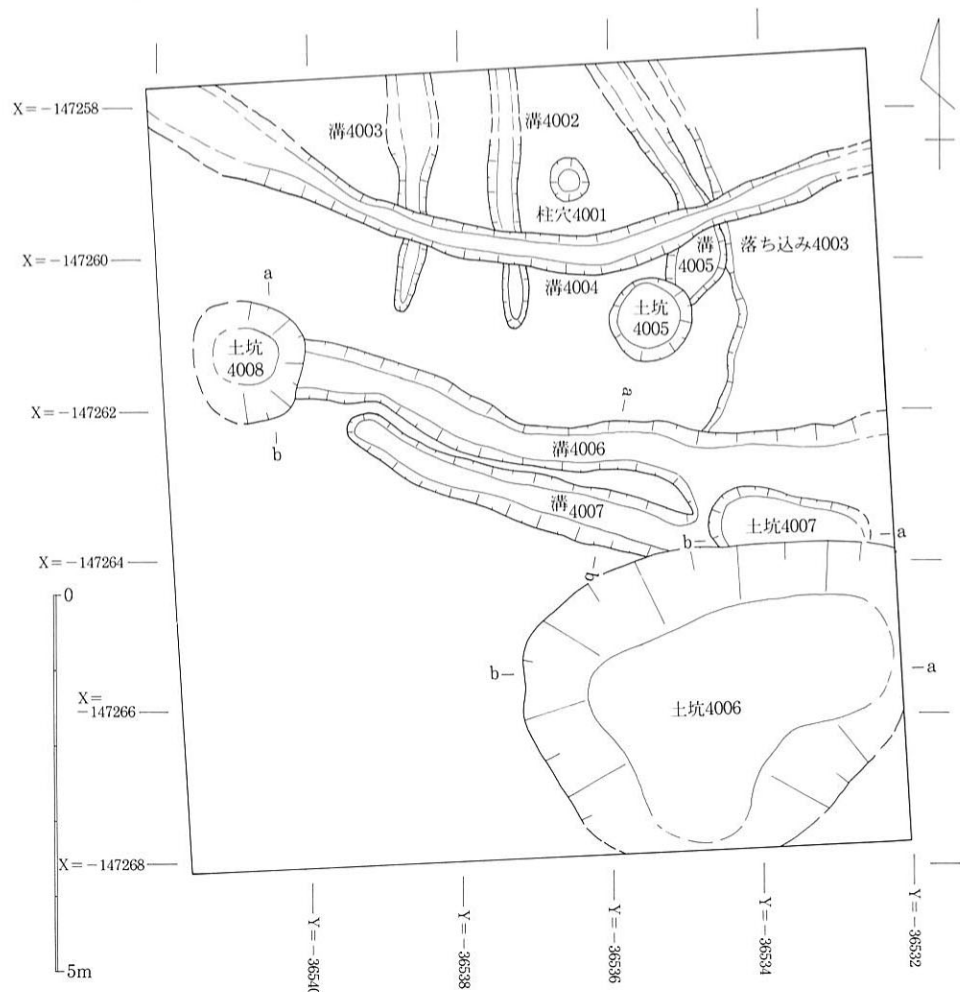 X=-147258
溝4003
溝4002
柱穴4001
溝
4005
落ち込み4003
X=-147260
溝4004
a
土坑
4005
土坑
4008
a
X=-147262
b
溝4006
溝4007
土坑4007
b
a
X=-147264
b
0
b
a
X=
-147266
土坑4006
X=-147268
Y=-36540
Y=-36538
Y=-36536
Y=-36534
Y=-36532
5m